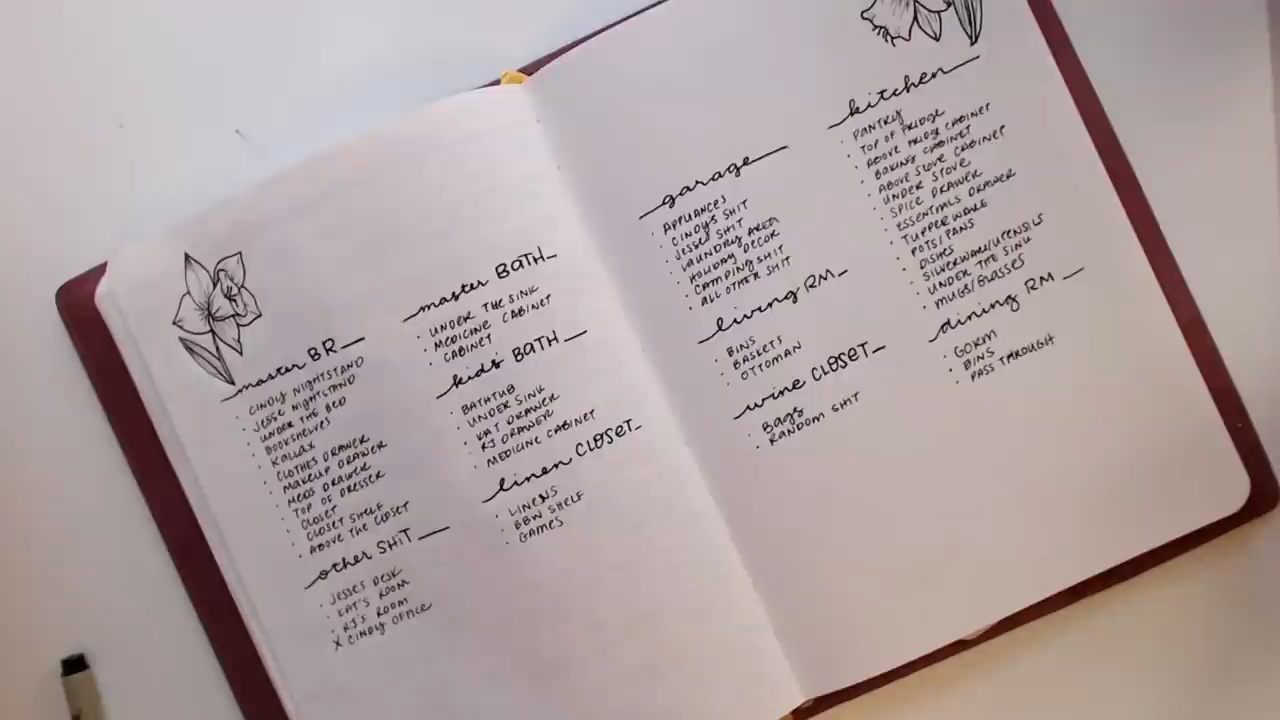 master BR
• CINDY NIGHTSTAND
• JESSE NIGHTSTAND
• UNDER THE BED
• BOOKSHELVES
• KALLAX
• CLOTHES DRAWER
• MAKEUP DRAWER
• MEDS DRAWER
• TOP OF DRESSER
• CLOSET
• CLOSET SHELF
• ABOVE THE CLOSET
other SHIT
• JESSE'S DESK
• KAT'S ROOM
• RJ'S ROOM
X CINDY OFFICE
master BATH
• UNDER THE SINK
• MEDICINE CABINET
• CABINET
kids' BATH
• BATHTUB
• UNDER SINK
• KAT DRAWER
• RJ DRAWER
• MEDICINE CABINET
linen CLOSET
• LINENS
• BBW SHELF
• GAMES
garage
• APPLIANCES
• CINDY'S SHIT
• JESSE'S SHIT
• LAUNDRY AREA
• HOLIDAY DECOR
• CAMPING SHIT
• ALL OTHER SHIT
living RM
• BINS
• BASKETS
• OTTOMAN
wine CLOSET
• BAGS
• RANDOM SHIT
kitchen
• PANTRY
• TOP OF FRIDGE
• ABOVE FRIDGE CABINET
• BAKING CABINET
• ABOVE STOVE CABINET
• UNDER STOVE
• SPICE DRAWER
• ESSENTIALS DRAWER
• TUPPERWARE
• POTS/PANS
• DISHES
• SILVERWARE/UTENSILS
• UNDER THE SINK
• MUGS/GLASSES
dining RM
• GORM
• BINS
• PASS THROUGH